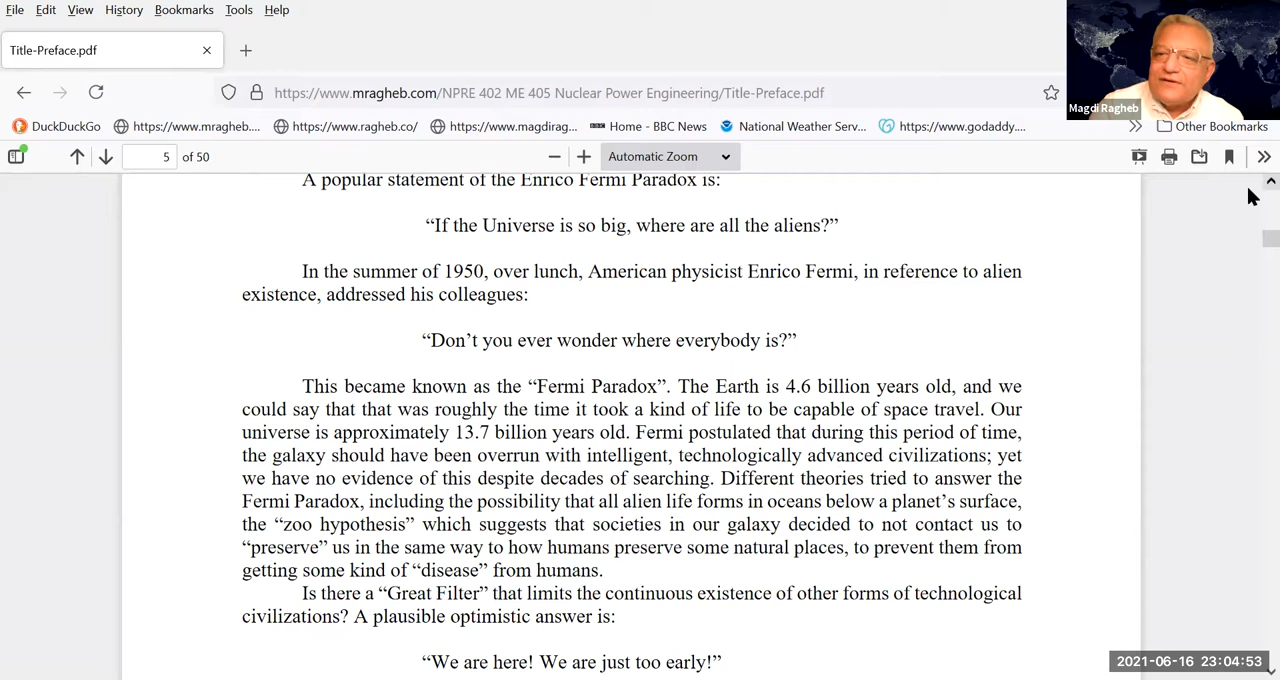 File Edit View History Bookmarks Tools Help
Title-Preface.pdf
https://www.mragheb.com/NPRE 402 ME 405 Nuclear Power Engineering/Title-Preface.pdf
Magdi Ragheb
DuckDuckGo https://www.mragheb.... https://www.ragheb.co/ https://www.magdirag... BBC Home - BBC News National Weather Serv... https://www.godaddy.... Other Bookmarks
5 of 50 Automatic Zoom
A popular statement of the Enrico Fermi Paradox is:
“If the Universe is so big, where are all the aliens?”
In the summer of 1950, over lunch, American physicist Enrico Fermi, in reference to alien
existence, addressed his colleagues:
“Don’t you ever wonder where everybody is?”
This became known as the “Fermi Paradox”. The Earth is 4.6 billion years old, and we
could say that that was roughly the time it took a kind of life to be capable of space travel. Our
universe is approximately 13.7 billion years old. Fermi postulated that during this period of time,
the galaxy should have been overrun with intelligent, technologically advanced civilizations; yet
we have no evidence of this despite decades of searching. Different theories tried to answer the
Fermi Paradox, including the possibility that all alien life forms in oceans below a planet’s surface,
the “zoo hypothesis” which suggests that societies in our galaxy decided to not contact us to
“preserve” us in the same way to how humans preserve some natural places, to prevent them from
getting some kind of “disease” from humans.
Is there a “Great Filter” that limits the continuous existence of other forms of technological
civilizations? A plausible optimistic answer is:
“We are here! We are just too early!”
2021-06-16 23:04:53